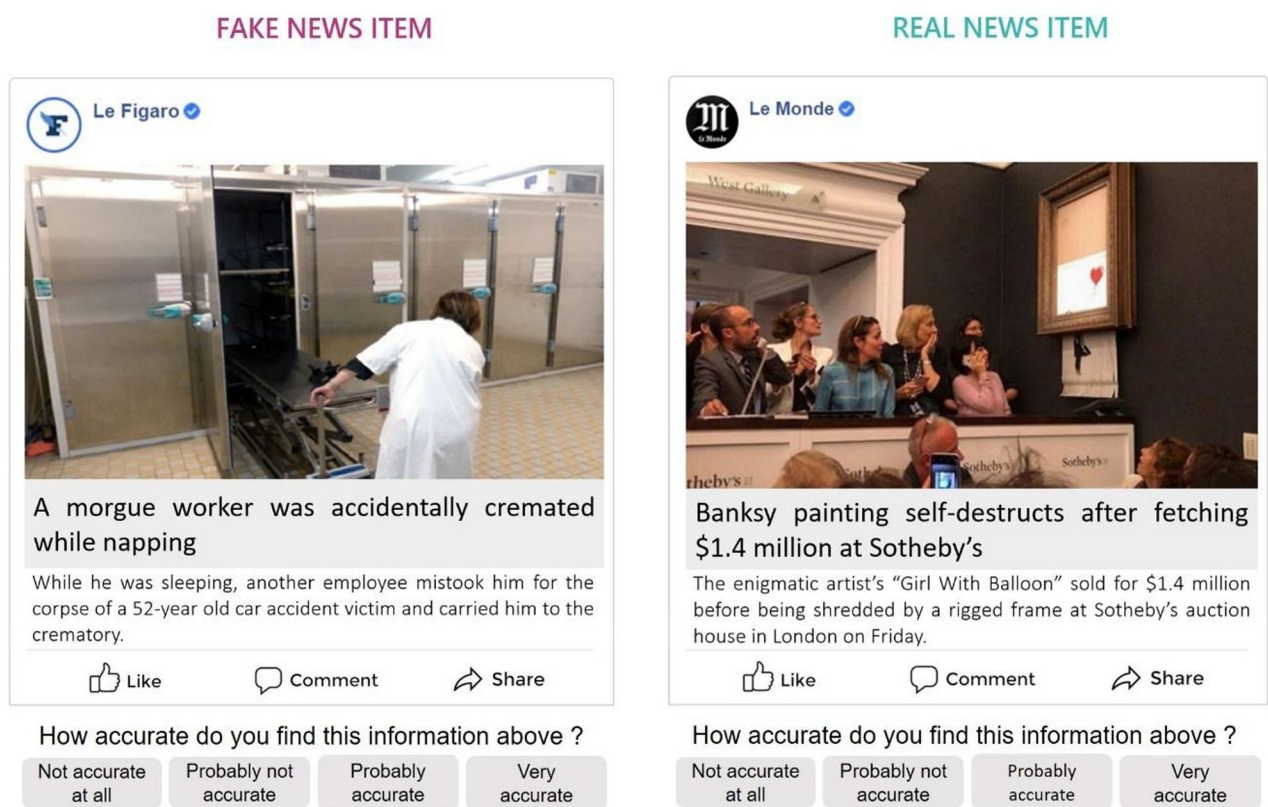 FAKE NEWS ITEM
F
Le Figaro
A morgue worker was accidentally cremated
while napping
While he was sleeping, another employee mistook him for the
corpse of a 52-year old car accident victim and carried him to the
crematory.
Like Comment Share
How accurate do you find this information above ?
Not accurate
at all
Probably not
accurate
Probably
accurate
Very
accurate
REAL NEWS ITEM
M
Le Monde
Le Monde
West Gallery
theby's
Sotheby's
Sotheby's
Banksy painting self-destructs after fetching
$1.4 million at Sotheby's
The enigmatic artist's “Girl With Balloon” sold for $1.4 million
before being shredded by a rigged frame at Sotheby's auction
house in London on Friday.
Like Comment Share
How accurate do you find this information above ?
Not accurate
at all
Probably not
accurate
Probably
accurate
Very
accurate